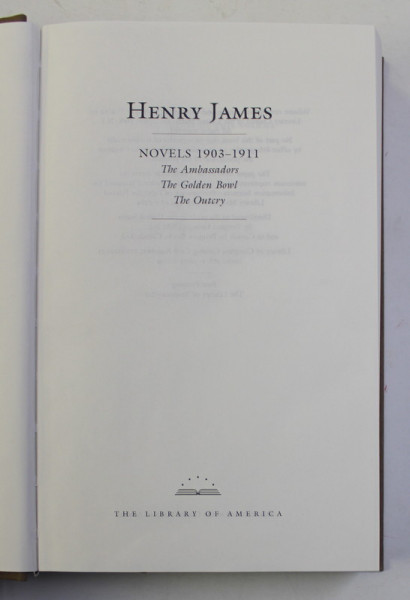 HENRY JAMES
NOVELS 1903–1911
The Ambassadors
The Golden Bowl
The Outcry
THE LIBRARY OF AMERICA